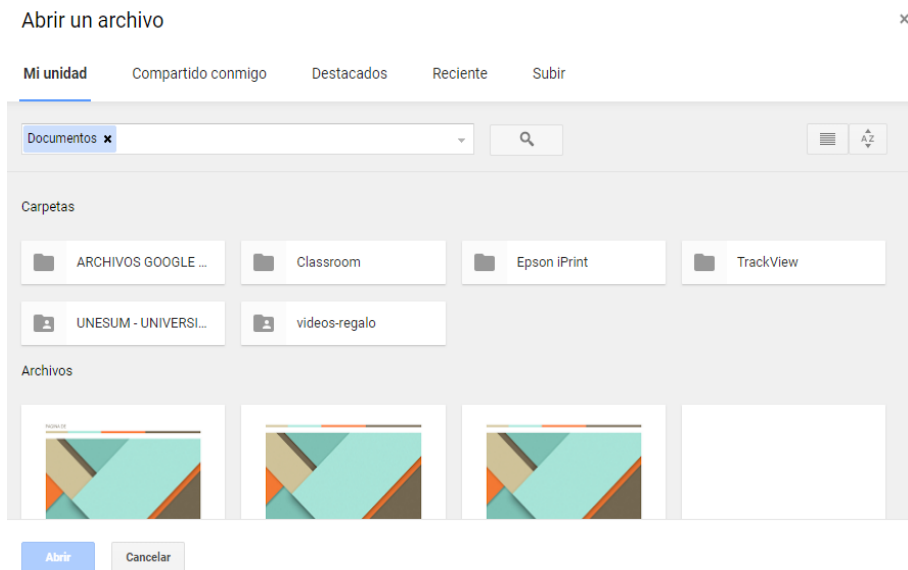 Abrir un archivo
Mi unidad Compartido conmigo Destacados Reciente Subir
Documentos
AZ
Carpetas
ARCHIVOS GOOGLE ...
Classroom
Epson iPrint
TrackView
UNESUM - UNIVERSI...
videos-regalo
Archivos
Abrir Cancelar